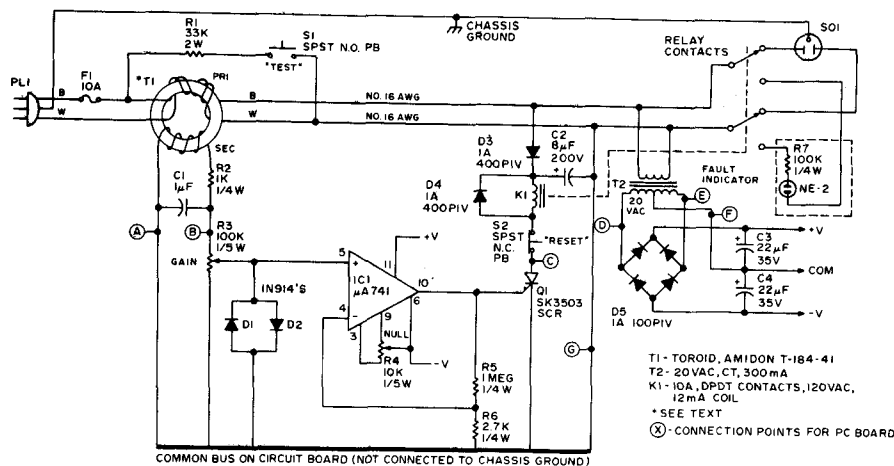 CHASSIS
GROUND
SO1
R1
33K
2W
S1
SPST N.O. PB
"TEST"
RELAY
CONTACTS
PL1
F1
10A
B
W
*T1
PRI
B
W
NO. 16 AWG
NO. 16 AWG
SEC
R2
1K
1/4W
C1
1µF
D3
1A
400PIV
C2
8µF
200V
+
D4
1A
400PIV
K1
R7
100K
1/4W
NE-2
FAULT
INDICATOR
T2
20
VAC
A
B
R3
100K
1/5W
GAIN
S2
SPST
N.C.
PB
"RESET"
C
D
E
F
+V
C3
22µF
35V
+
COM
C4
22µF
35V
+
-V
D5
1A 100PIV
1N914'S
D1
D2
5
+
IC1
µA741
4
-
11
+V
10
6
9
3
NULL
R4
10K
1/5W
-V
Q1
SK3503
SCR
G
R5
1MEG
1/4W
R6
2.7K
1/4W
T1- TOROID, AMIDON T-184-41
T2- 20VAC, CT, 300mA
K1- 10A, DPDT CONTACTS, 120VAC,
12mA COIL
*SEE TEXT
X - CONNECTION POINTS FOR PC BOARD
COMMON BUS ON CIRCUIT BOARD (NOT CONNECTED TO CHASSIS GROUND)